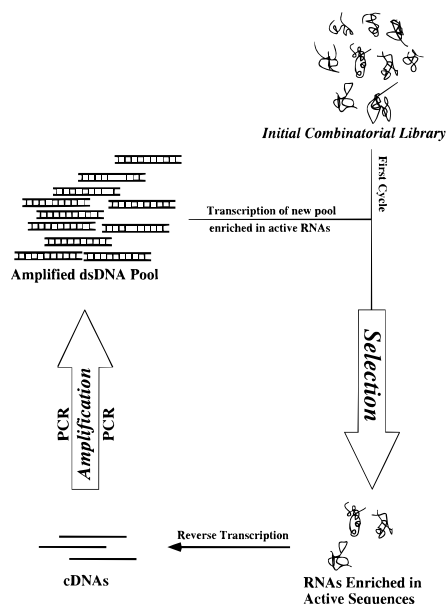 Initial Combinatorial Library
First Cycle
Transcription of new pool
enriched in active RNAs
Amplified dsDNA Pool
Selection
PCR
Amplification
PCR
Reverse Transcription
cDNAs
RNAs Enriched in
Active Sequences